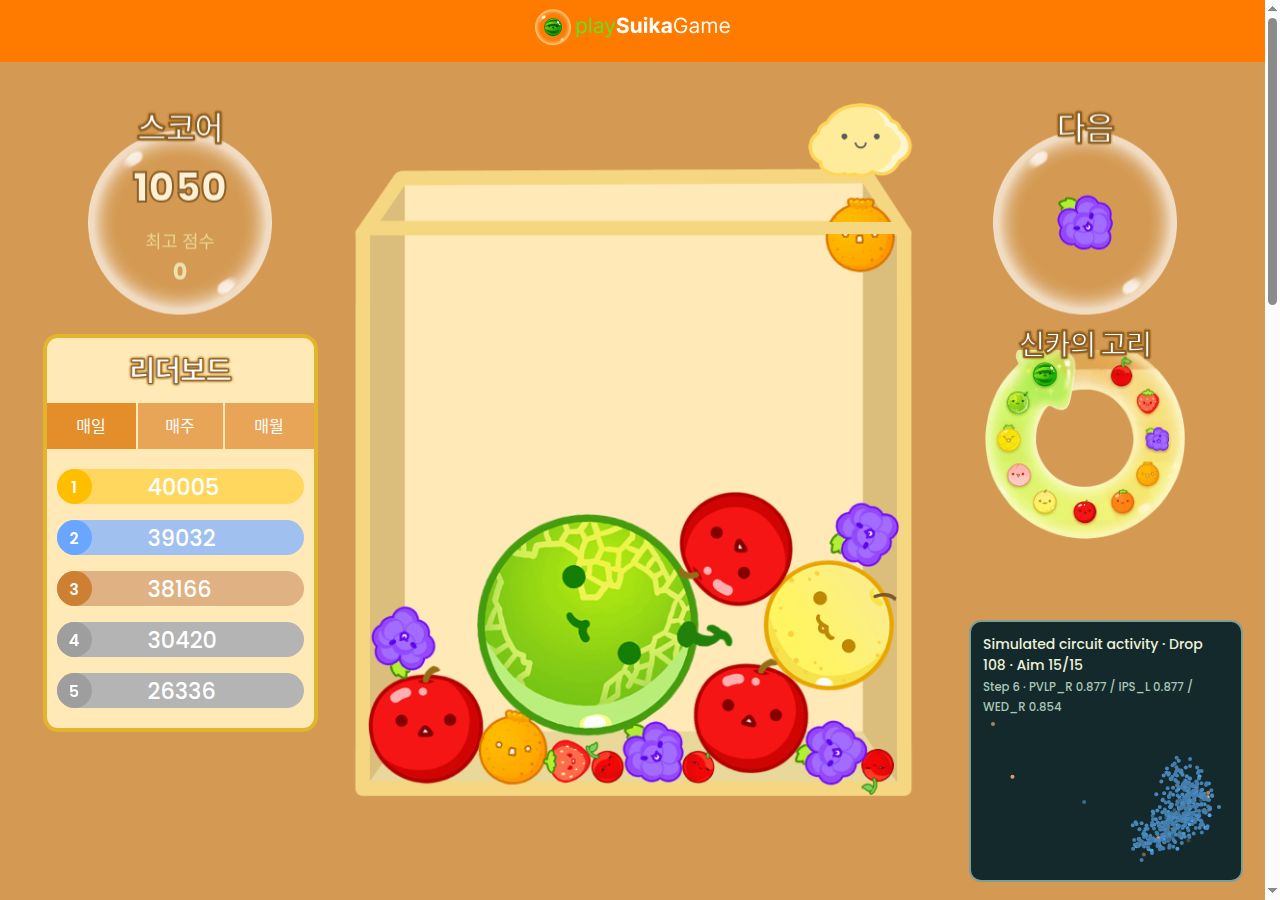 playSuikaGame
스코어
1050
최고 점수
0
리더보드
매일 매주 매월
1 40005
2 39032
3 38166
4 30420
5 26336
다음
신카의 고리
Simulated circuit activity · Drop
108 · Aim 15/15
Step 6 · PVLP_R 0.877 / IPS_L 0.877 /
WED_R 0.854